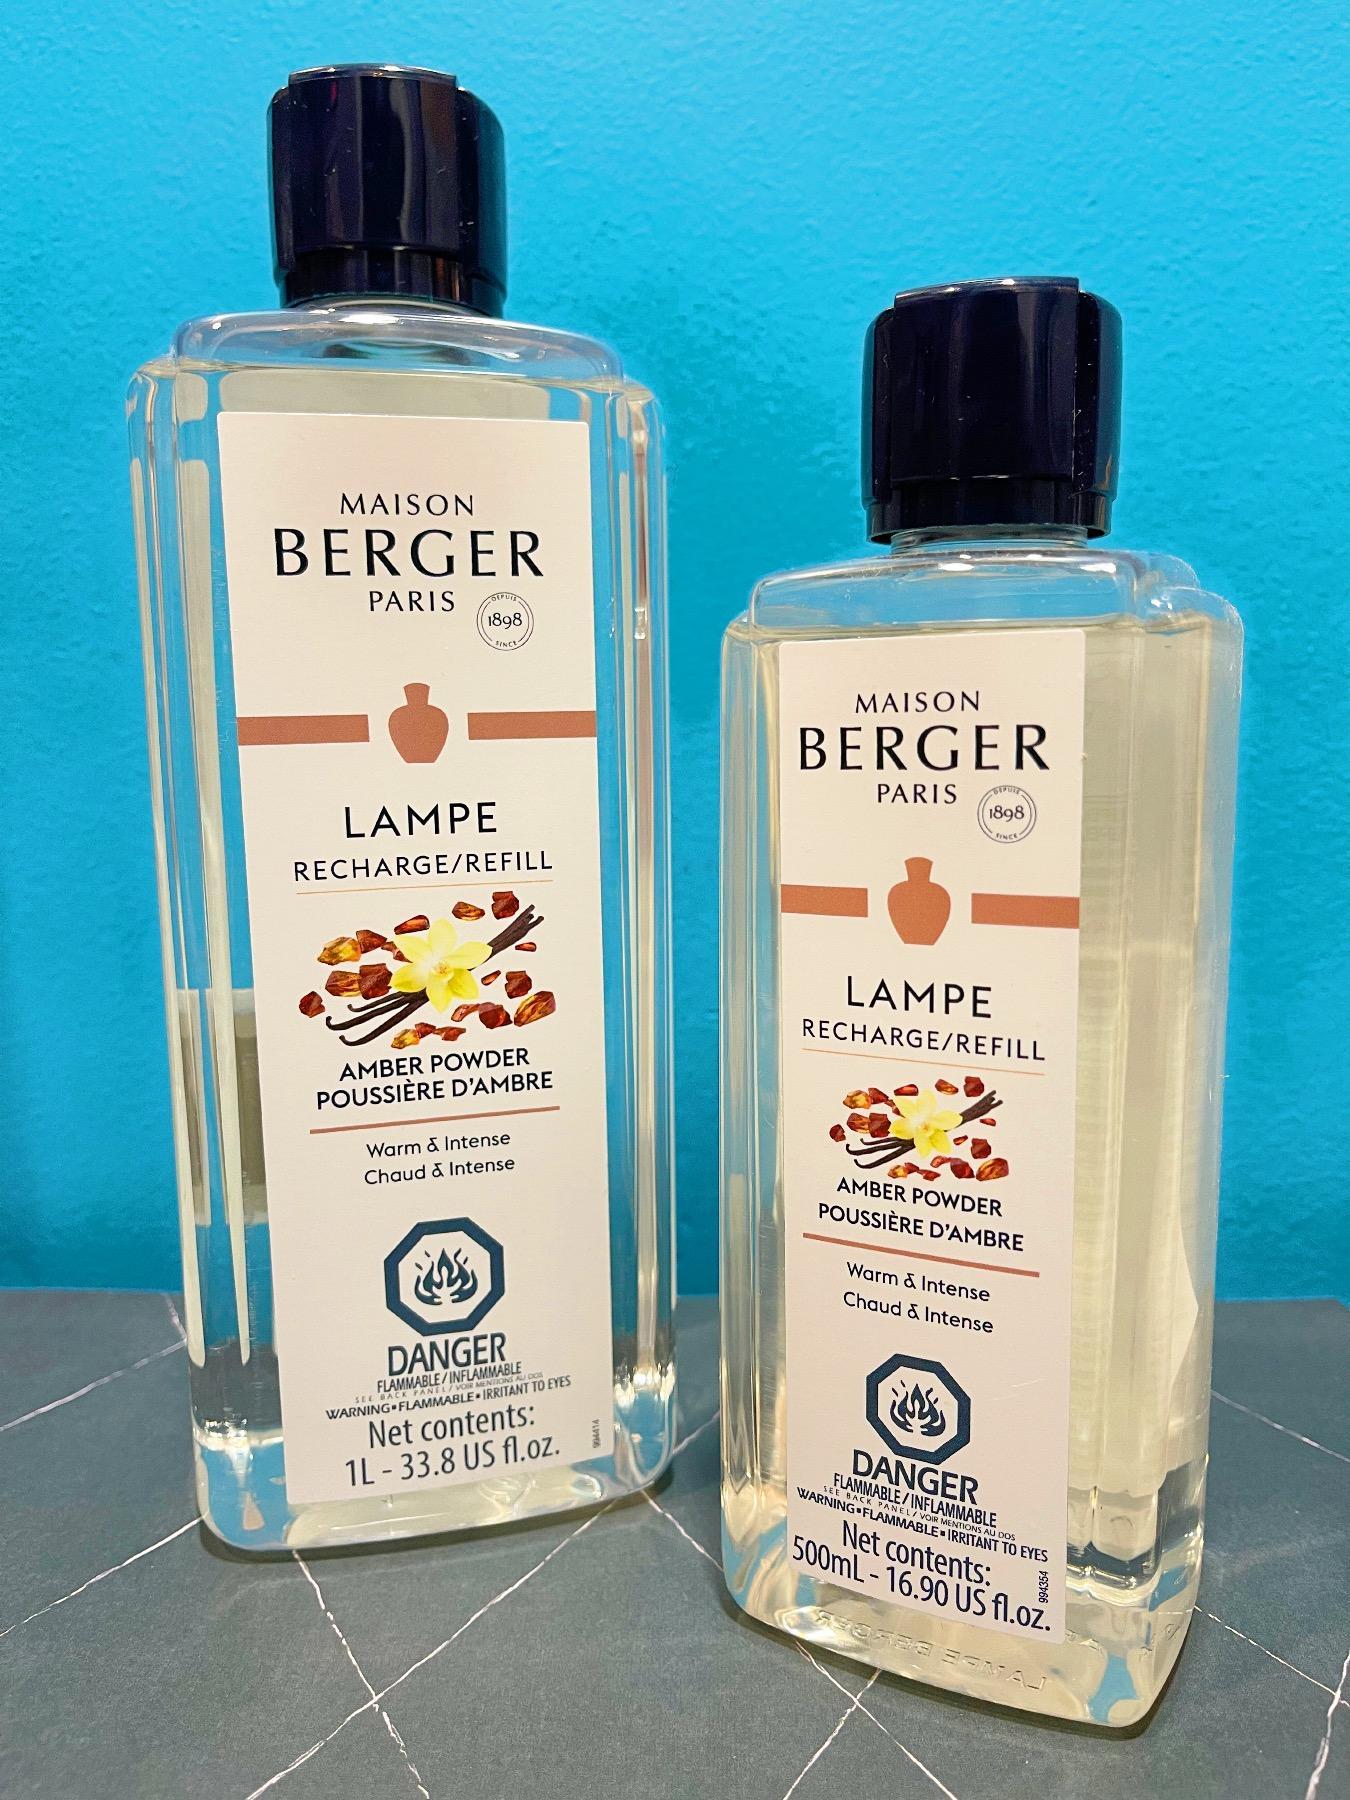 MAISON
BERGER
PARIS
DEPUIS
1898
SINCE
LAMPE
RECHARGE/REFILL
AMBER POWDER
POUSSIÈRE D'AMBRE
Warm & Intense
Chaud & Intense
DANGER
FLAMMABLE/INFLAMMABLE
SEE BACK PANEL/VOIR MENTIONS AU DOS
WARNING▪FLAMMABLE▪IRRITANT TO EYES
Net contents:
1L - 33.8 US fl.oz.
994414
MAISON
BERGER
PARIS
DEPUIS
1898
SINCE
LAMPE
RECHARGE/REFILL
AMBER POWDER
POUSSIÈRE D'AMBRE
Warm & Intense
Chaud & Intense
DANGER
FLAMMABLE/INFLAMMABLE
SEE BACK PANEL/VOIR MENTIONS AU DOS
WARNING▪FLAMMABLE▪IRRITANT TO EYES
Net contents:
500mL - 16.90 US fl.oz.
994354
LAMPE BERGER